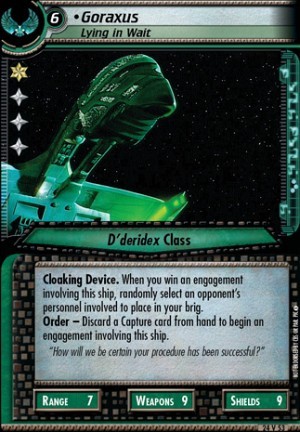 6 • Goraxus
Lying in Wait
D'deridex Class
Cloaking Device. When you win an engagement
involving this ship, randomly select an opponent's
personnel involved to place in your brig.
Order – Discard a Capture card from hand to begin an
engagement involving this ship.
"How will we be certain your procedure has been successful?"
RANGE 7 WEAPONS 9 SHIELDS 9